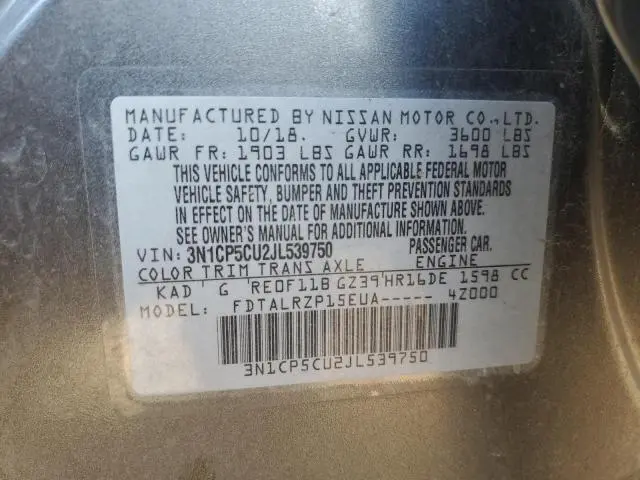 MANUFACTURED BY NISSAN MOTOR CO.,LTD.
DATE: 10/18. GVWR: 3600 LBS
GAWR FR: 1903 LBS GAWR RR: 1698 LBS
THIS VEHICLE CONFORMS TO ALL APPLICABLE FEDERAL MOTOR
VEHICLE SAFETY, BUMPER AND THEFT PREVENTION STANDARDS
IN EFFECT ON THE DATE OF MANUFACTURE SHOWN ABOVE.
SEE OWNER'S MANUAL FOR ADDITIONAL INFORMATION.
VIN: 3N1CP5CU2JL539750 PASSENGER CAR.
COLOR TRIM TRANS AXLE ENGINE
KAD G RE0F11B GZ39 HR16DE 1598 CC
MODEL: FDTALRZP15EUA----- 4Z000
3N1CP5CU2JL539750